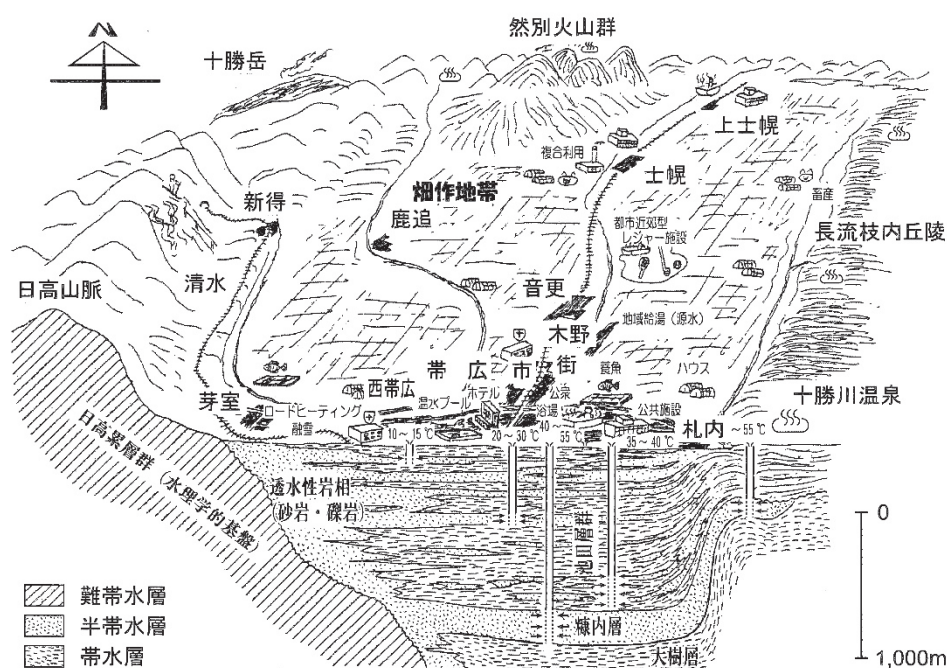 然別火山群
十勝岳
上士幌
複合利用
士幌
畑作地帯
新得
鹿追
畜産
都市近郊型
レジャー施設
長流枝内丘陵
清水
日高山脈
音更
木野
地域給湯(源水)
帯広市街
養魚
ハウス
西帯広
ホテル
公衆
浴場
温水プール
十勝川温泉
芽室
ロードヒーティング
融雪
公共施設
札内
10〜15℃
20〜30℃
40〜
55℃
35〜40℃
〜55℃
日高累層群(水理学的基盤)
透水性岩相
(砂岩・礫岩)
池田層群
0
糠内層
大樹層
1,000m
難帯水層
半帯水層
帯水層